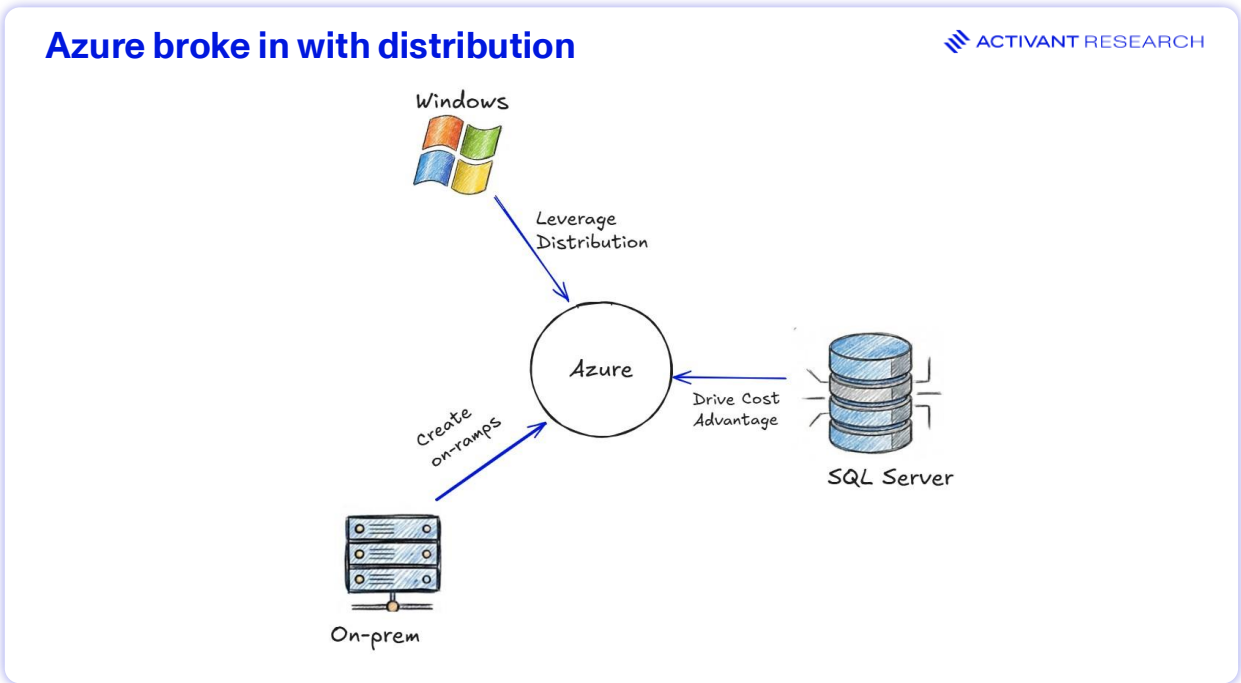 Azure broke in with distribution
ACTIVANT RESEARCH
Windows
Leverage
Distribution
Azure
Drive Cost
Advantage
SQL Server
Create
on-ramps
On-prem